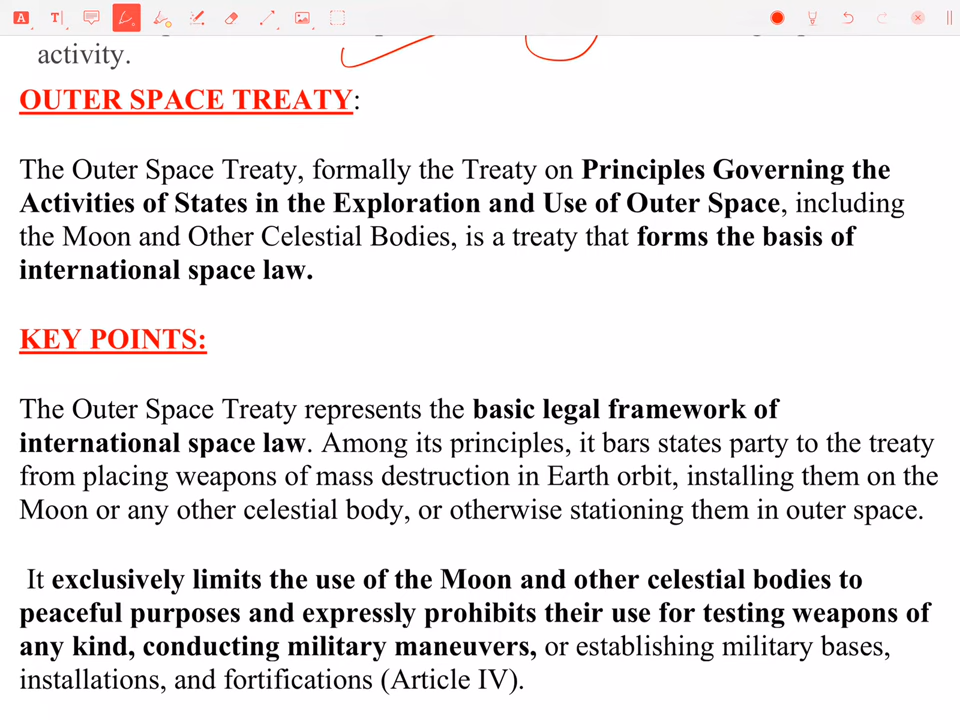 activity.
OUTER SPACE TREATY:
The Outer Space Treaty, formally the Treaty on Principles Governing the
Activities of States in the Exploration and Use of Outer Space, including
the Moon and Other Celestial Bodies, is a treaty that forms the basis of
international space law.
KEY POINTS:
The Outer Space Treaty represents the basic legal framework of
international space law. Among its principles, it bars states party to the treaty
from placing weapons of mass destruction in Earth orbit, installing them on the
Moon or any other celestial body, or otherwise stationing them in outer space.
It exclusively limits the use of the Moon and other celestial bodies to
peaceful purposes and expressly prohibits their use for testing weapons of
any kind, conducting military maneuvers, or establishing military bases,
installations, and fortifications (Article IV).